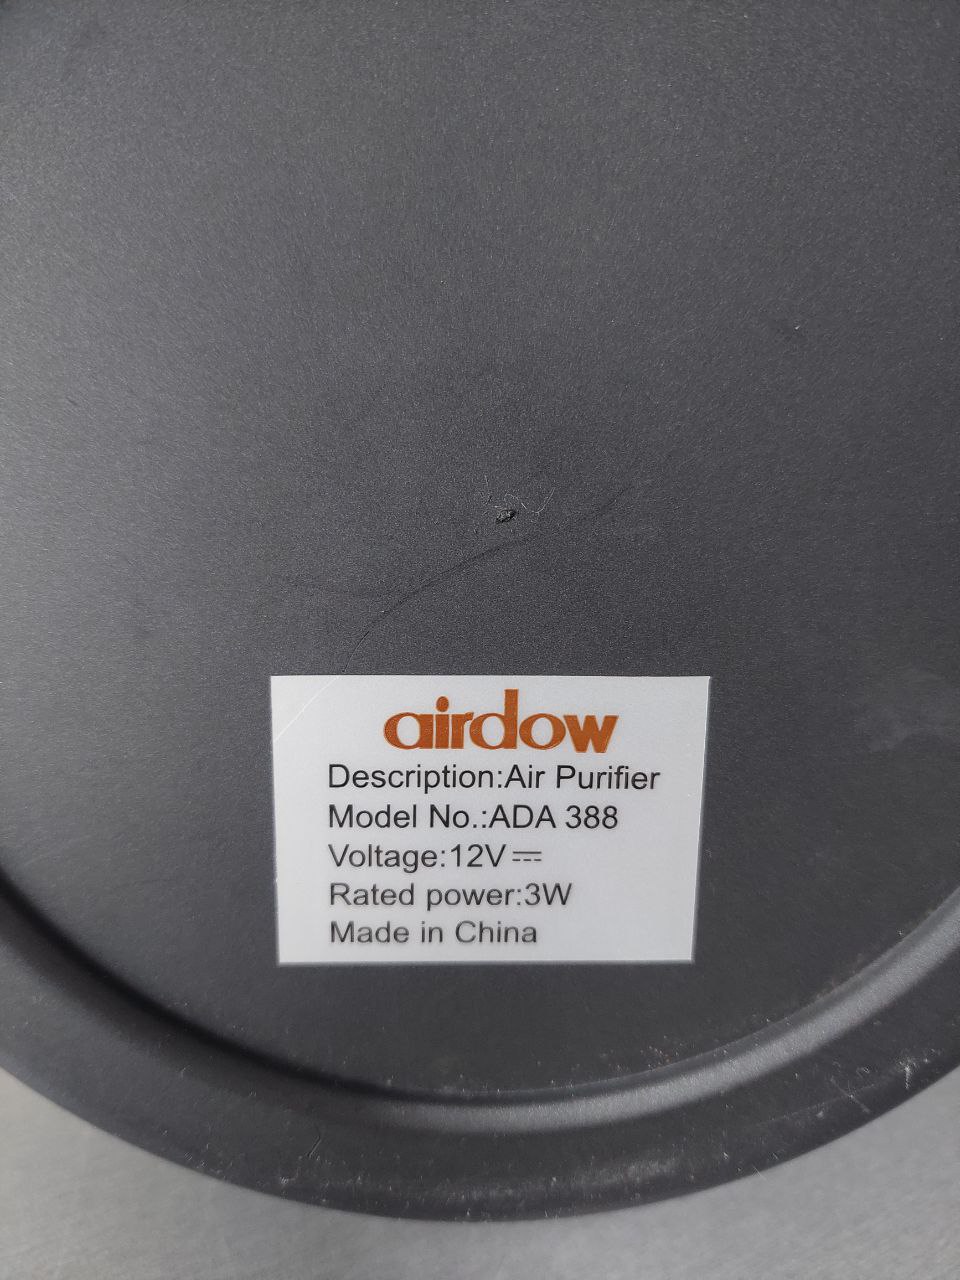 airdow
Description:Air Purifier
Model No.:ADA 388
Voltage:12V⎓
Rated power:3W
Made in China